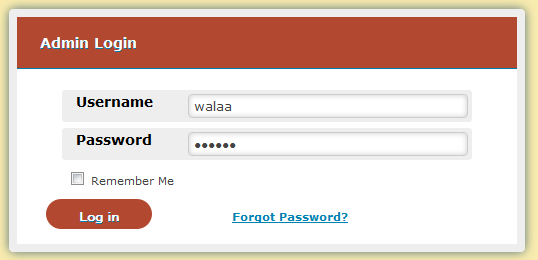 Admin Login
Username walaa
Password ••••••
Remember Me
Log in Forgot Password?